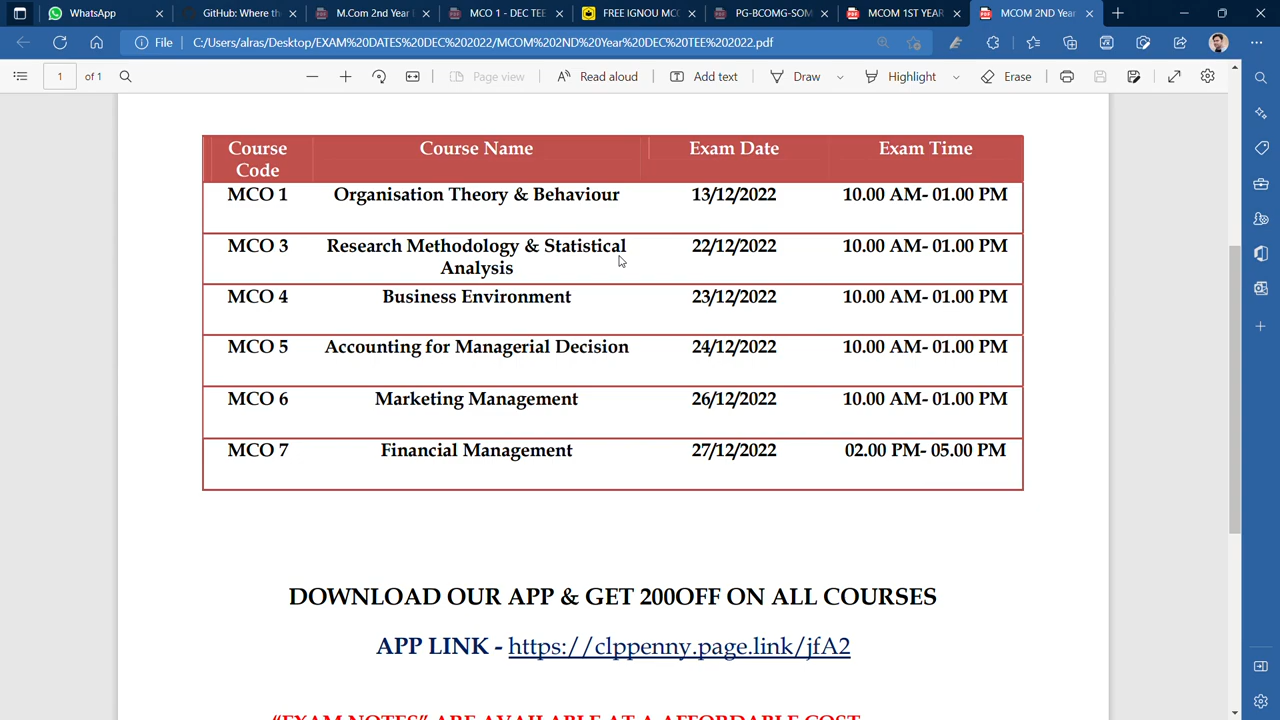 WhatsApp
GitHub: Where th
M.Com 2nd Year
MCO 1 - DEC TEE
FREE IGNOU MC
PG-BCOMG-SOM
MCOM 1ST YEAR
MCOM 2ND Year
File C:/Users/alras/Desktop/EXAM%20DATES%20DEC%202022/MCOM%202ND%20Year%20DEC%20TEE%202022.pdf
1 of 1 Page view Read aloud Add text Draw Highlight Erase
Course Code Course Name Exam Date Exam Time
MCO 1 Organisation Theory & Behaviour 13/12/2022 10.00 AM- 01.00 PM
MCO 3 Research Methodology & Statistical 22/12/2022 10.00 AM- 01.00 PM
Analysis
MCO 4 Business Environment 23/12/2022 10.00 AM- 01.00 PM
MCO 5 Accounting for Managerial Decision 24/12/2022 10.00 AM- 01.00 PM
MCO 6 Marketing Management 26/12/2022 10.00 AM- 01.00 PM
MCO 7 Financial Management 27/12/2022 02.00 PM- 05.00 PM
DOWNLOAD OUR APP & GET 200OFF ON ALL COURSES
APP LINK - https://clppenny.page.link/jfA2
"EXAM NOTES" ARE AVAILABLE AT A AFFORDABLE COST